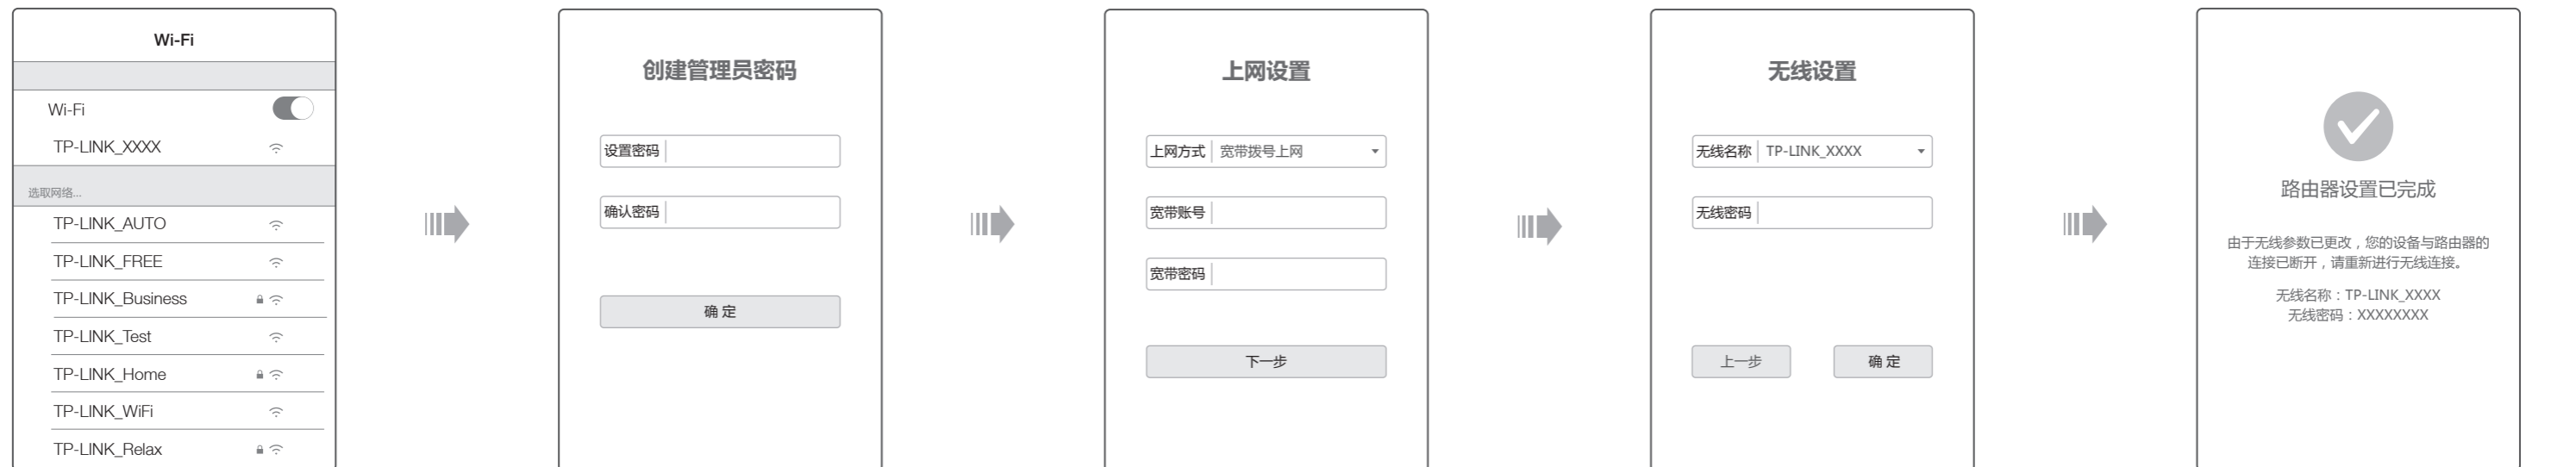 Wi-Fi
Wi-Fi
TP-LINK_XXXX
选取网络...
TP-LINK_AUTO
TP-LINK_FREE
TP-LINK_Business
TP-LINK_Test
TP-LINK_Home
TP-LINK_WiFi
TP-LINK_Relax
创建管理员密码
设置密码
确认密码
确 定
上网设置
上网方式 宽带拨号上网
宽带账号
宽带密码
下一步
无线设置
无线名称 TP-LINK_XXXX
无线密码
上一步 确 定
路由器设置已完成
由于无线参数已更改，您的设备与路由器的
连接已断开，请重新进行无线连接。
无线名称：TP-LINK_XXXX
无线密码：XXXXXXXX